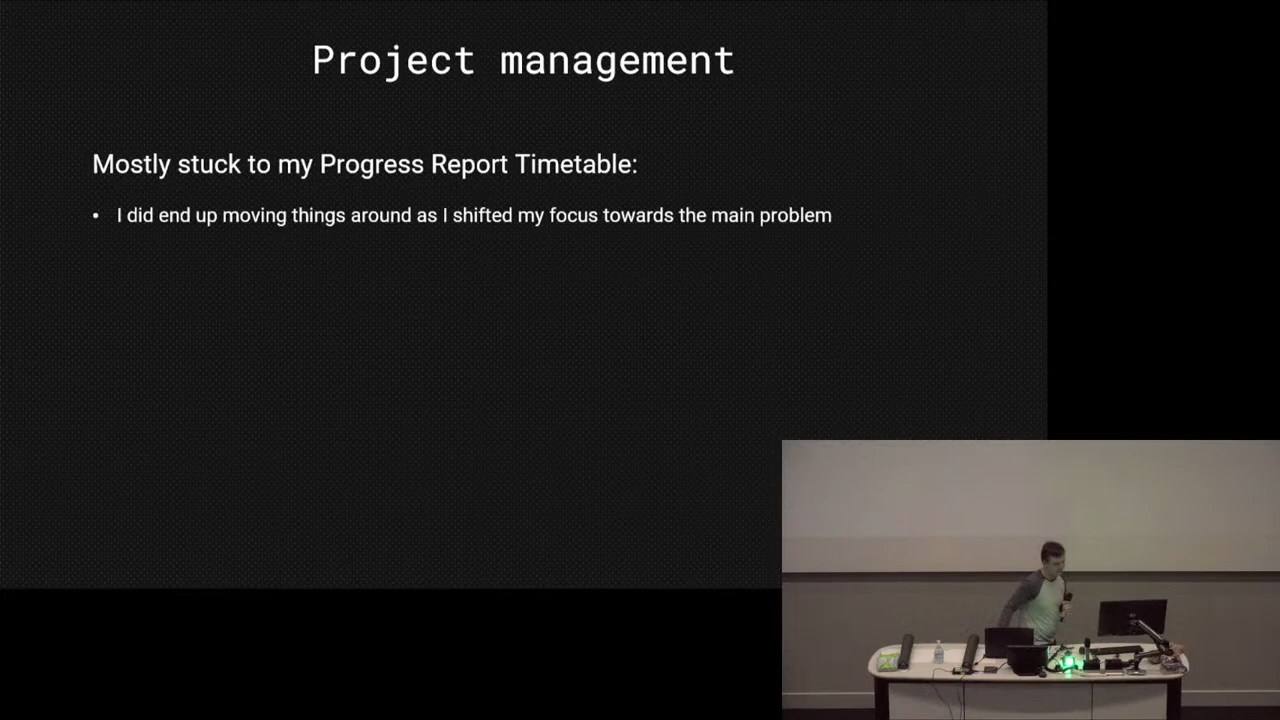 Project management
Mostly stuck to my Progress Report Timetable:
• I did end up moving things around as I shifted my focus towards the main problem